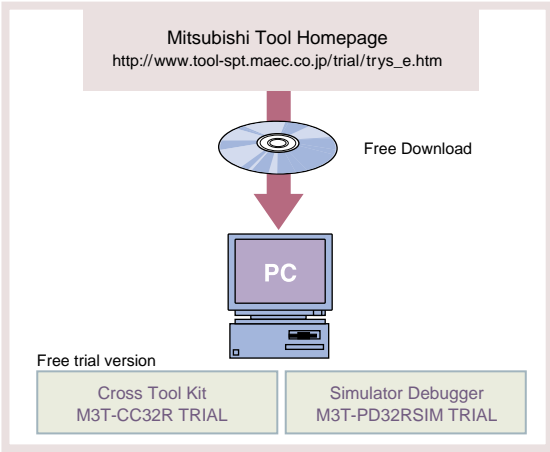 Mitsubishi Tool Homepage
http://www.tool-spt.maec.co.jp/trial/trys_e.htm
Free Download
PC
Free trial version
Cross Tool Kit
M3T-CC32R TRIAL
Simulator Debugger
M3T-PD32RSIM TRIAL